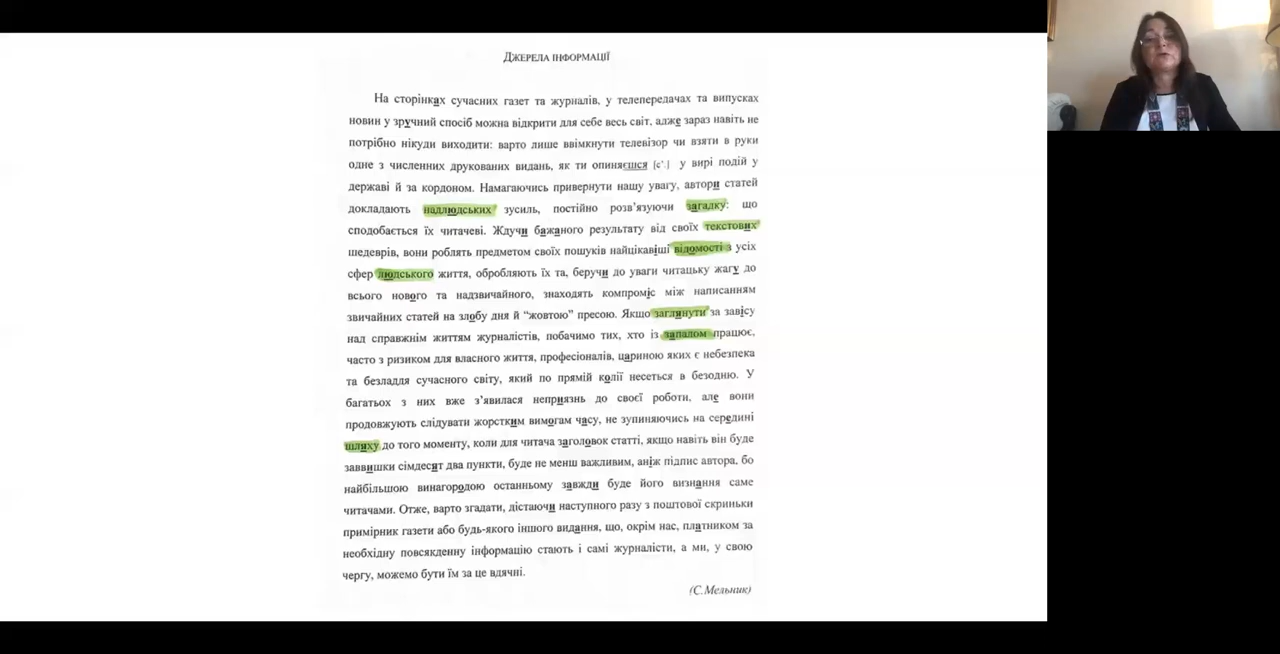 ДЖЕРЕЛА ІНФОРМАЦІЇ
На сторінках сучасних газет та журналів, у телепередачах та випусках
новин у зручний спосіб можна відкрити для себе весь світ, адже зараз навіть не
потрібно нікуди виходити: варто лише ввімкнути телевізор чи взяти в руки
одне з численних друкованих видань, як ти опиняєшся [с'.] у вирі подій у
державі й за кордоном. Намагаючись привернути нашу увагу, автори статей
докладають надлюдських зусиль, постійно розв'язуючи загадку: що
сподобається їх читачеві. Ждучи бажаного результату від своїх текстових
шедеврів, вони роблять предметом своїх пошуків найцікавіші відомості з усіх
сфер людського життя, обробляють їх та, беручи до уваги читацьку жагу до
всього нового та надзвичайного, знаходять компроміс між написанням
звичайних статей на злобу дня й “жовтою” пресою. Якщо заглянути за завісу
над справжнім життям журналістів, побачимо тих, хто із запалом працює,
часто з ризиком для власного життя, професіоналів, цариною яких є небезпека
та безладдя сучасного світу, який по прямій колії несеться в безодню. У
багатьох з них вже з'явилася неприязнь до своєї роботи, але вони
продовжують слідувати жорстким вимогам часу, не зупиняючись на середині
шляху до того моменту, коли для читача заголовок статті, якщо навіть він буде
заввишки сімдесят два пункти, буде не менш важливим, аніж підпис автора, бо
найбільшою винагородою останньому завжди буде його визнання саме
читачами. Отже, варто згадати, дістаючи наступного разу з поштової скриньки
примірник газети або будь-якого іншого видання, що, окрім нас, платником за
необхідну повсякденну інформацію стають і самі журналісти, а ми, у свою
чергу, можемо бути їм за це вдячні.
(С.Мельник)